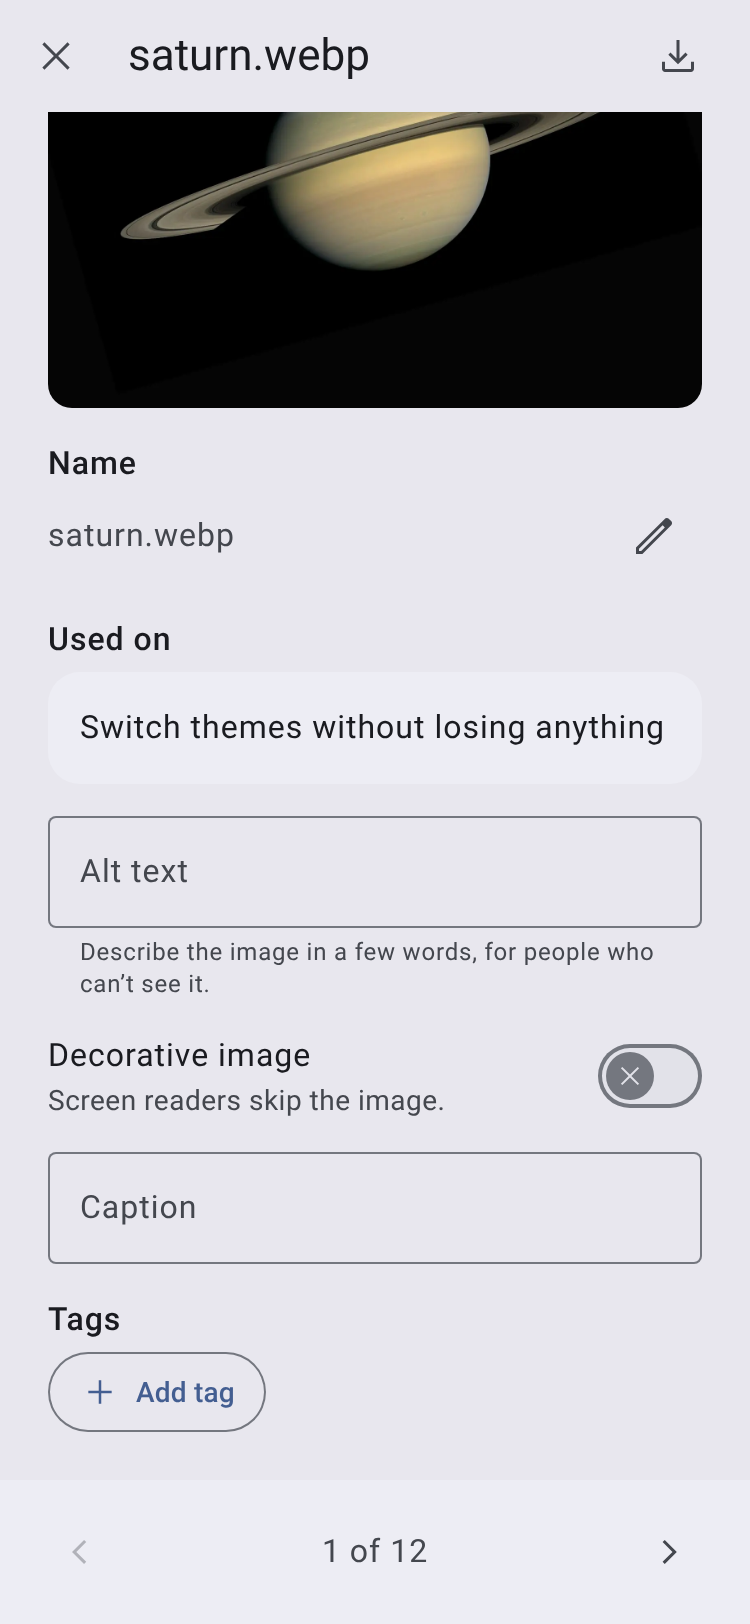 saturn.webp
Name
saturn.webp
Used on
Switch themes without losing anything
Alt text
Describe the image in a few words, for people who
can’t see it.
Decorative image
Screen readers skip the image.
Caption
Tags
Add tag
1 of 12